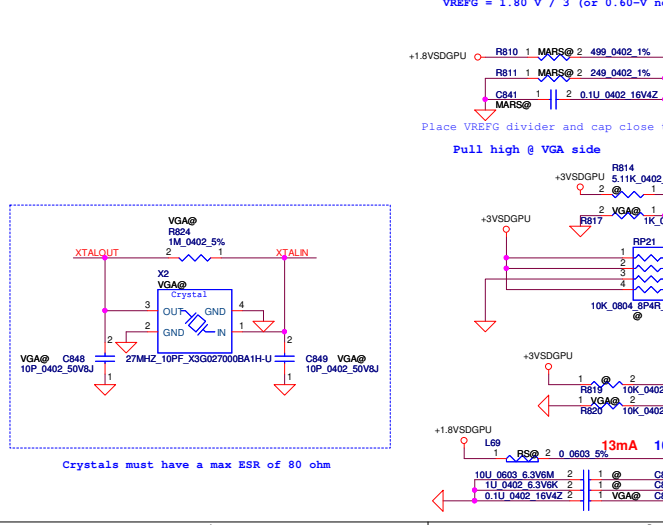 VREFG = 1.80 V / 3 (or 0.60-V
+1.8VSDGPU
R810 1 MARS@ 2 499_0402_1%
R811 1 MARS@ 2 249_0402_1%
C841 1 2 0.1U_0402_16V4Z
MARS@
Place VREFG divider and cap close
Pull high @ VGA side
+3VSDGPU
R814
5.11K_0402
2 @ 1
2 VGA@ 1
R817
+3VSDGPU
RP21
1
2
3
4
10K_0804_8P4R
@
VGA@
R824
1M_0402_5%
XTALOUT 2 1 XTALIN
X2
VGA@
Crystal
3 OUT GND 4
2 GND IN 1
27MHZ_10PF_X3G027000BA1H-U
2
VGA@ C848
10P_0402_50V8J
1
2
C849 VGA@
10P_0402_50V8J
1
Crystals must have a max ESR of 80 ohm
+3VSDGPU
1 @ 2
R819 10K_0402
1 VGA@ 2
R820 10K_0402
+1.8VSDGPU
L69 13mA
1 RS@ 2 0_0603_5%
10U_0603_6.3V6M 2 1 @
1U_0402_6.3V6K 2 1 @
0.1U_0402_16V4Z 2 1 VGA@